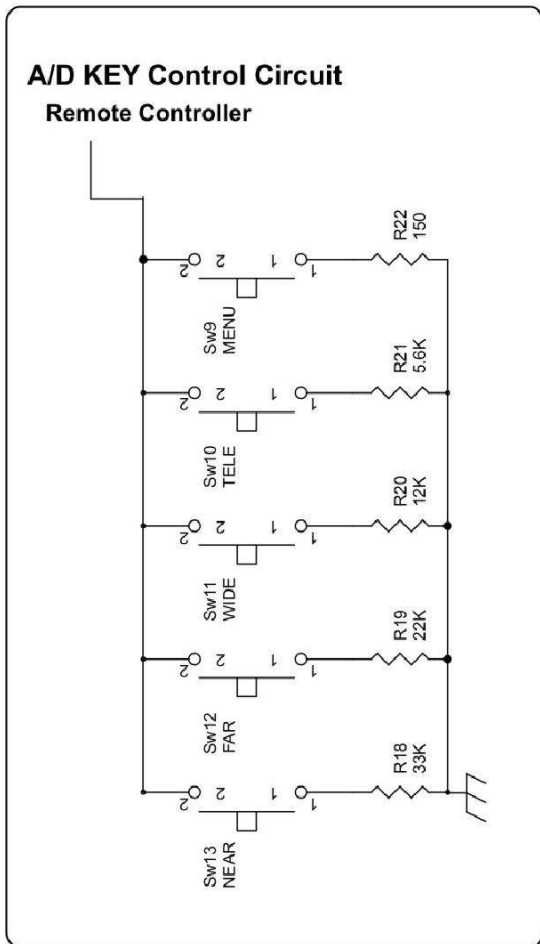 A/D KEY Control Circuit
Remote Controller
R22
150
2
2
1
1
Sw9
MENU
R21
5.6K
2
2
1
1
Sw10
TELE
R20
12K
2
2
1
1
Sw11
WIDE
R19
22K
2
2
1
1
Sw12
FAR
R18
33K
2
2
1
1
Sw13
NEAR